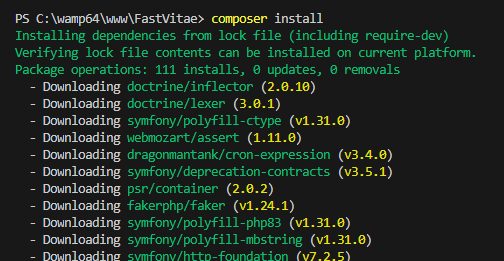 PS C:\wamp64\www\FastVitae> composer install
Installing dependencies from lock file (including require-dev)
Verifying lock file contents can be installed on current platform.
Package operations: 111 installs, 0 updates, 0 removals
- Downloading doctrine/inflector (2.0.10)
- Downloading doctrine/lexer (3.0.1)
- Downloading symfony/polyfill-ctype (v1.31.0)
- Downloading webmozart/assert (1.11.0)
- Downloading dragonmantank/cron-expression (v3.4.0)
- Downloading symfony/deprecation-contracts (v3.5.1)
- Downloading psr/container (2.0.2)
- Downloading fakerphp/faker (v1.24.1)
- Downloading symfony/polyfill-php83 (v1.31.0)
- Downloading symfony/polyfill-mbstring (v1.31.0)
- Downloading symfony/http-foundation (v7.2.5)